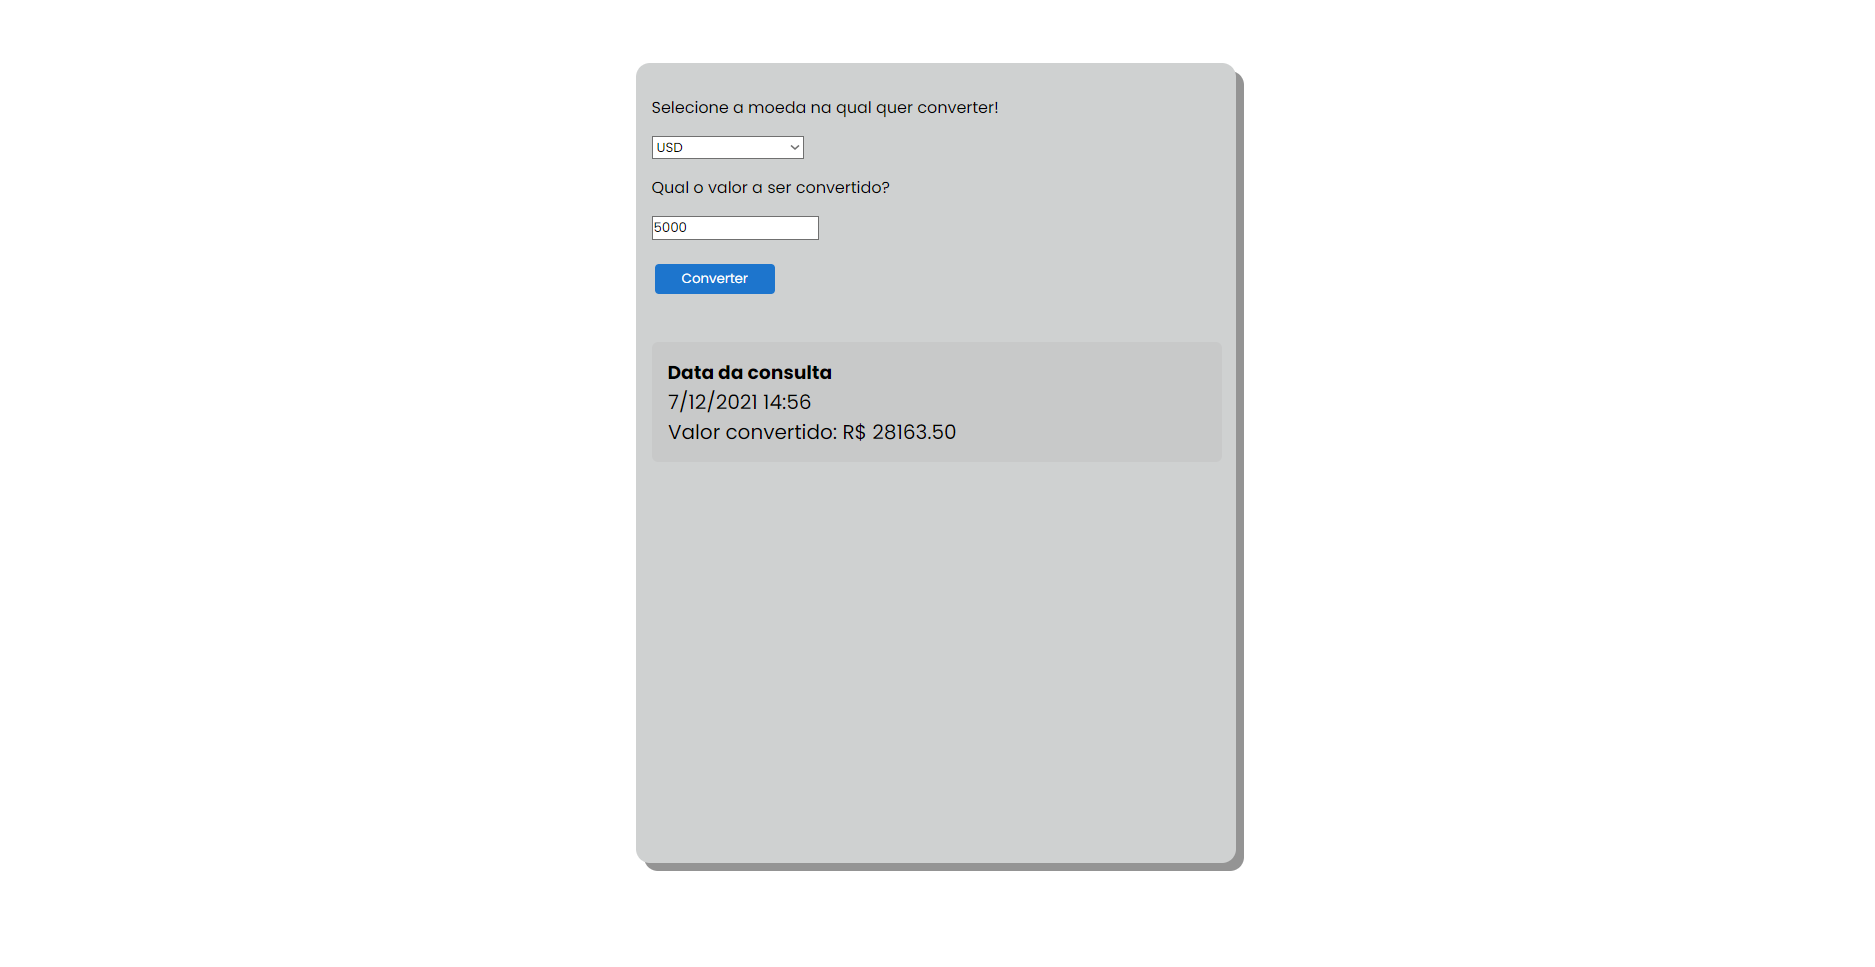 Selecione a moeda na qual quer converter!
USD
Qual o valor a ser convertido?
5000
Converter
Data da consulta
7/12/2021 14:56
Valor convertido: R$ 28163.50